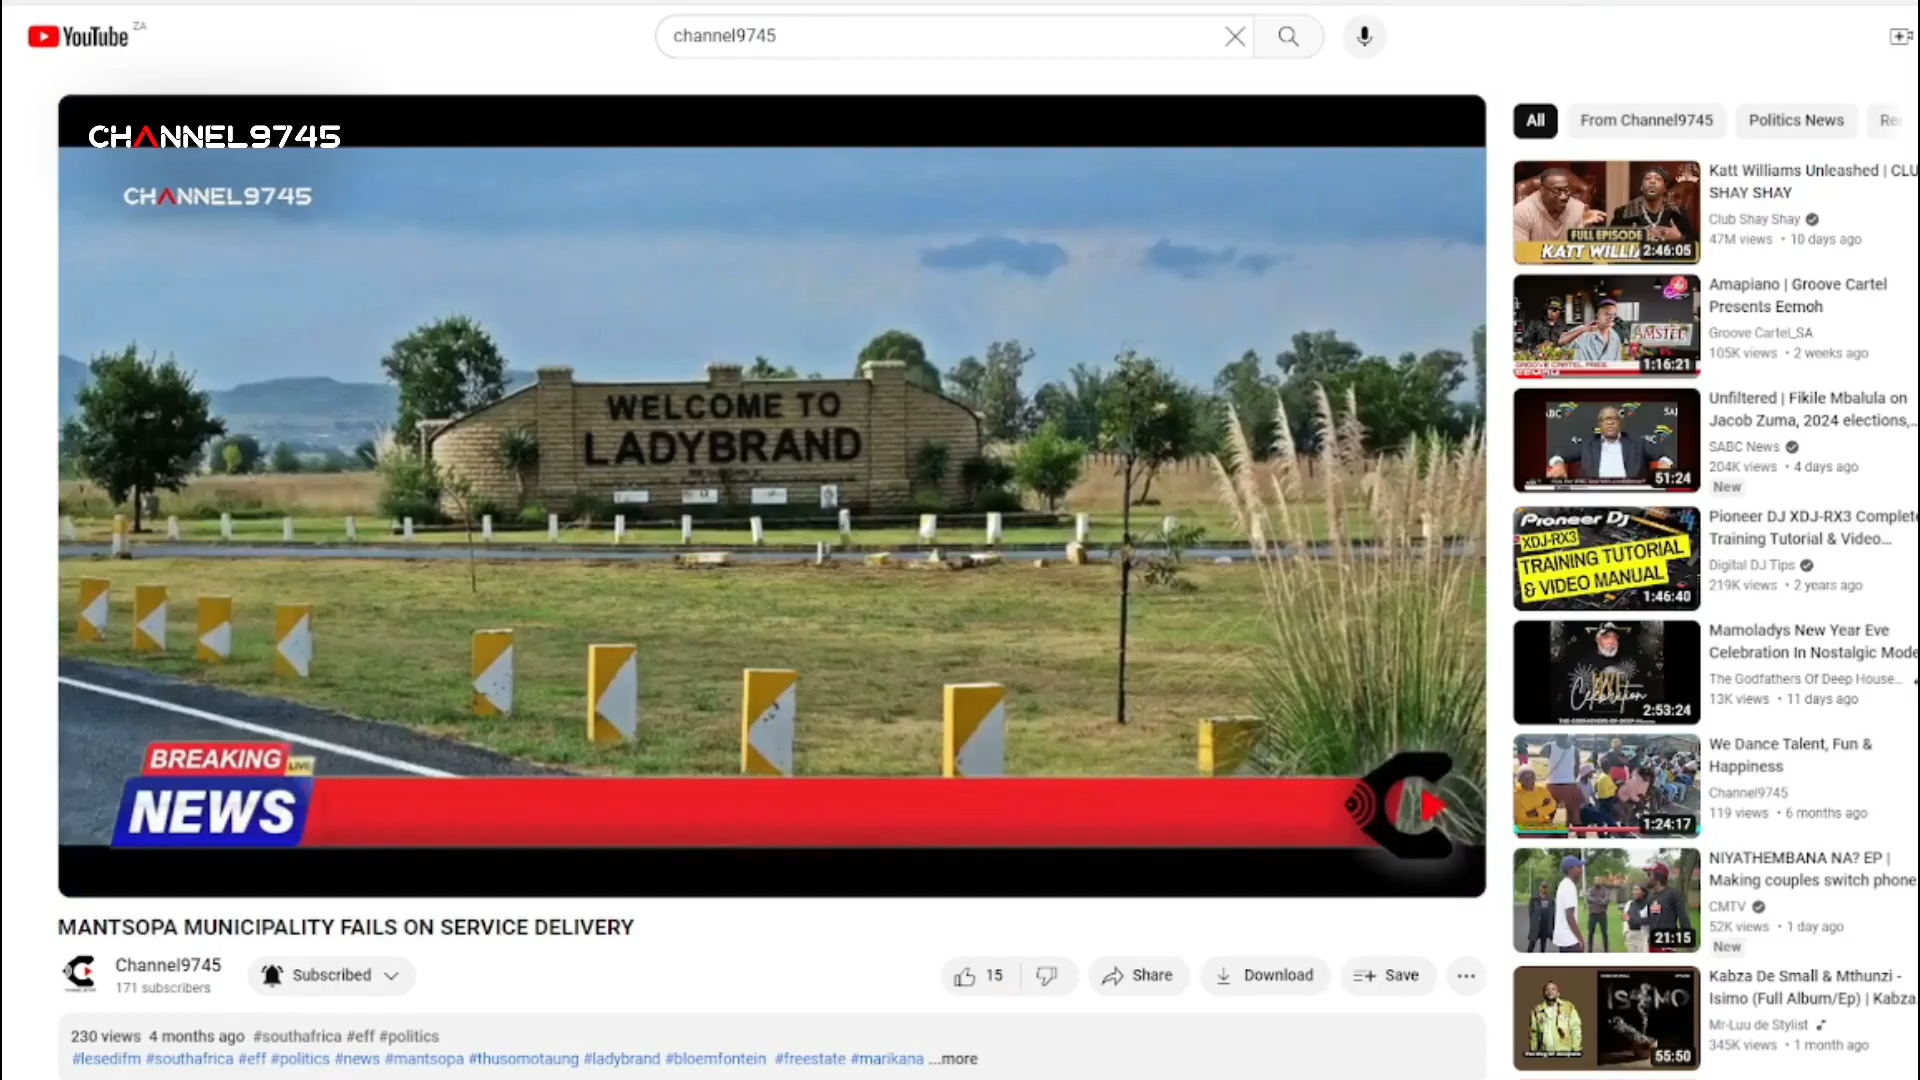 YouTube ZA
channel9745
CHANNEL9745
CHANNEL9745
WELCOME TO
LADYBRAND
BREAKING
LIVE
NEWS
MANTSOPA MUNICIPALITY FAILS ON SERVICE DELIVERY
Channel9745
171 subscribers
Subscribed
15
Share
Download
Save
230 views 4 months ago #southafrica #eff #politics
#lesedifm #southafrica #eff #politics #news #mantsopa #thusomotaung #ladybrand #bloemfontein #freestate #marikana ...more
All
From Channel9745
Politics News
FULL EPISODE
KATT WILLI
2:46:05
Katt Williams Unleashed | CLU
SHAY SHAY
Club Shay Shay
47M views • 10 days ago
AMSTEL
1:16:21
Amapiano | Groove Cartel
Presents Eemoh
Groove Cartel_SA
105K views • 2 weeks ago
51:24
Unfiltered | Fikile Mbalula on
Jacob Zuma, 2024 elections,...
SABC News
204K views • 4 days ago
New
Pioneer Dj
XDJ-RX3
TRAINING TUTORIAL
& VIDEO MANUAL
1:46:40
Pioneer DJ XDJ-RX3 Complete
Training Tutorial & Video...
Digital DJ Tips
219K views • 2 years ago
Celebration
2:53:24
Mamoladys New Year Eve
Celebration In Nostalgic Mode
The Godfathers Of Deep House...
13K views • 11 days ago
1:24:17
We Dance Talent, Fun &
Happiness
Channel9745
119 views • 6 months ago
21:15
NIYATHEMBANA NA? EP |
Making couples switch phone
CMTV
52K views • 1 day ago
New
ISIMO
55:50
Kabza De Small & Mthunzi -
Isimo (Full Album/Ep) | Kabza
Mr-Luu de Stylist
345K views • 1 month ago